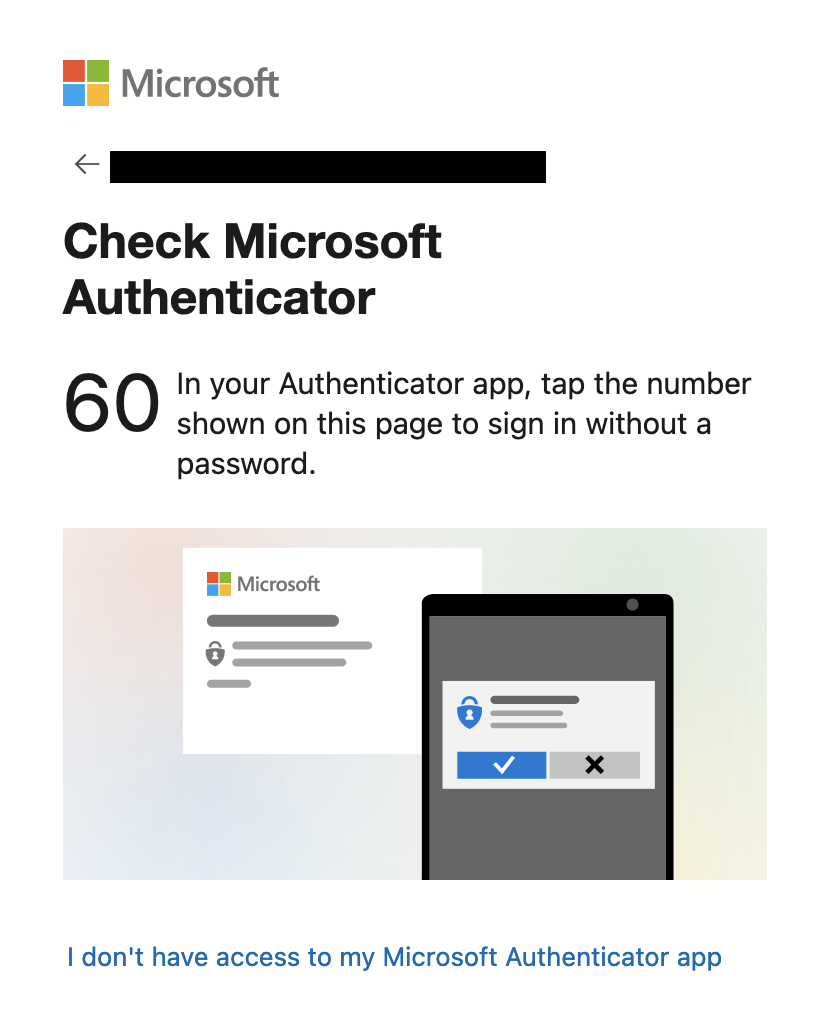 Microsoft
Check Microsoft
Authenticator
60
In your Authenticator app, tap the number
shown on this page to sign in without a
password.
Microsoft
I don't have access to my Microsoft Authenticator app